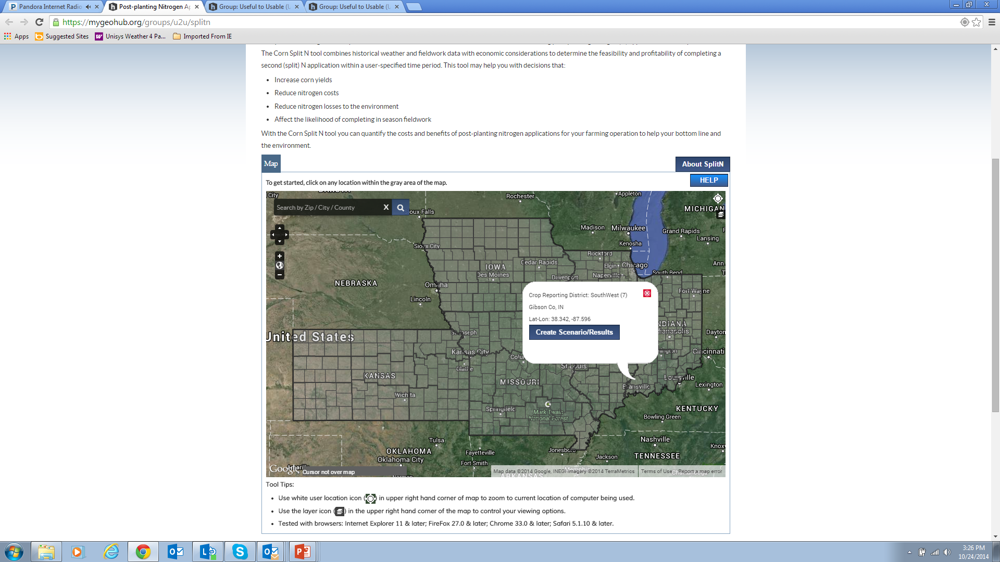 Pandora Internet Radio
Post-planting Nitrogen Ap
Group: Useful to Usable (U
Group: Useful to Usable (U
https://mygeohub.org/groups/u2u/splitn
Apps
Suggested Sites
Unisys Weather 4 Pa...
Imported From IE
The Corn Split N tool combines historical weather and fieldwork data with economic considerations to determine the feasibility and profitability of completing a
second (split) N application within a user-specified time period. This tool may help you with decisions that:
• Increase corn yields
• Reduce nitrogen costs
• Reduce nitrogen losses to the environment
• Affect the likelihood of completing in season fieldwork
With the Corn Split N tool you can quantify the costs and benefits of post-planting nitrogen applications for your farming operation to help your bottom line and
the environment.
Map
About SplitN
To get started, click on any location within the gray area of the map.
HELP
City
Rochester
Appleton
Search by Zip / City / County
X
oux Falls
MICHIGAN
Madison
Milwaukee
Grand Rapids
Lansing
Sioux City
Kenosha
Rockford
Cedar Rapids
Elgin
Chicago
Ann
IOWA
Des Moines
Davenport
Naperville
South Bend
NEBRASKA
Omaha
Fort Wayne
Lincoln
Crop Reporting District: SouthWest (7)
Gibson Co, IN
Lat-Lon: 38.342, -87.596
Create Scenario/Results
INDIANA
Indianapolis
Dayton
United States
St Joseph
Kansas City
Colu
mington
Cincinnati
Olathe
St Louis
KANSAS
MISSOURI
Evansville
Louisville
Lexington
Wichita
Springfield
Mark Twain
National Forest
KENTUCKY
Bowling Green
Tulsa
Nashville
OKLAHOMA
Fayetteville
Jonesboro
Knox
Oklahoma City
Fort Smith
Jackson
TENNESSEE
Google
Amarillo
Cursor not over map
Norman
ARKANSAS
Memphis
Chattanooga
Map data ©2014 Google, INEGI Imagery ©2014 TerraMetrics
Terms of Use
Report a map error
Tool Tips:
• Use white user location icon ( ) in upper right hand corner of map to zoom to current location of computer being used.
• Use the layer icon ( ) in the upper right hand corner of the map to control your viewing options.
• Tested with browsers: Internet Explorer 11 & later; FireFox 27.0 & later; Chrome 33.0 & later; Safari 5.1.10 & later.
3:26 PM
10/24/2014